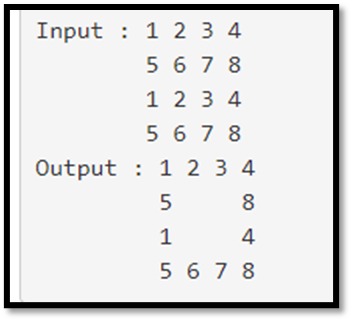 Input : 1 2 3 4
        5 6 7 8
        1 2 3 4
        5 6 7 8
Output : 1 2 3 4
         5     8
         1     4
         5 6 7 8